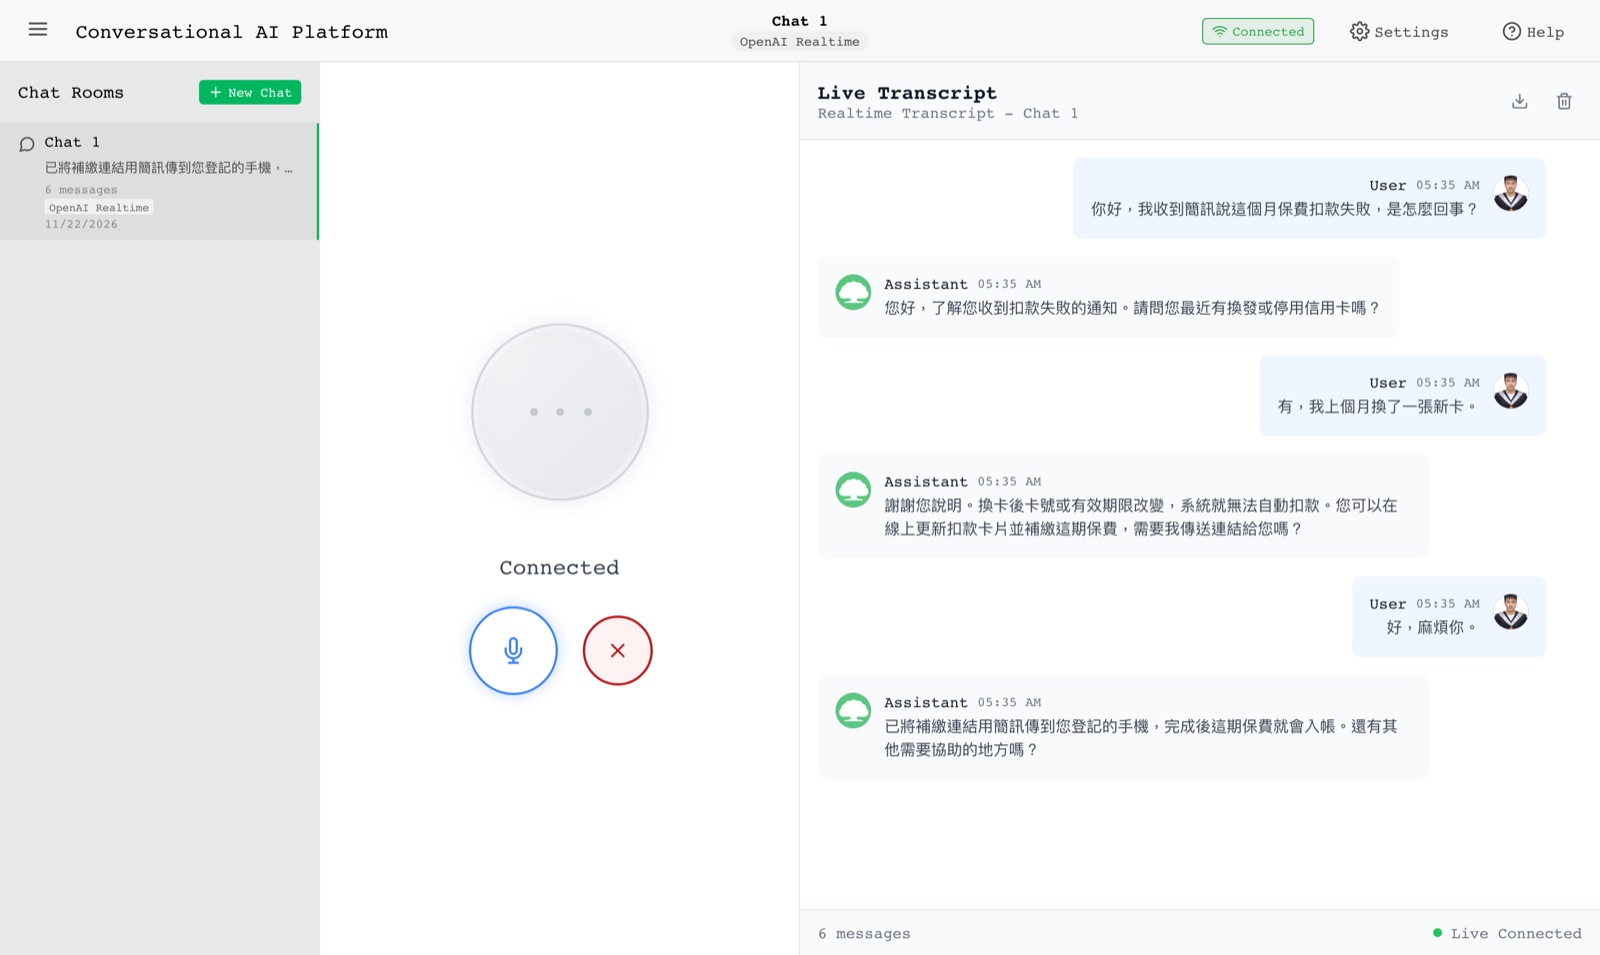 Conversational AI Platform
Chat 1
OpenAI Realtime
Connected
Settings
Help
Chat Rooms
+ New Chat
Chat 1
已將補繳連結用簡訊傳到您登記的手機，…
6 messages
OpenAI Realtime
11/22/2026
Connected
Live Transcript
Realtime Transcript - Chat 1
User 05:35 AM
你好，我收到簡訊說這個月保費扣款失敗，是怎麼回事？
Assistant 05:35 AM
您好，了解您收到扣款失敗的通知。請問您最近有換發或停用信用卡嗎？
User 05:35 AM
有，我上個月換了一張新卡。
Assistant 05:35 AM
謝謝您說明。換卡後卡號或有效期限改變，系統就無法自動扣款。您可以在
線上更新扣款卡片並補繳這期保費，需要我傳送連結給您嗎？
User 05:35 AM
好，麻煩你。
Assistant 05:35 AM
已將補繳連結用簡訊傳到您登記的手機，完成後這期保費就會入帳。還有其
他需要協助的地方嗎？
6 messages
Live Connected